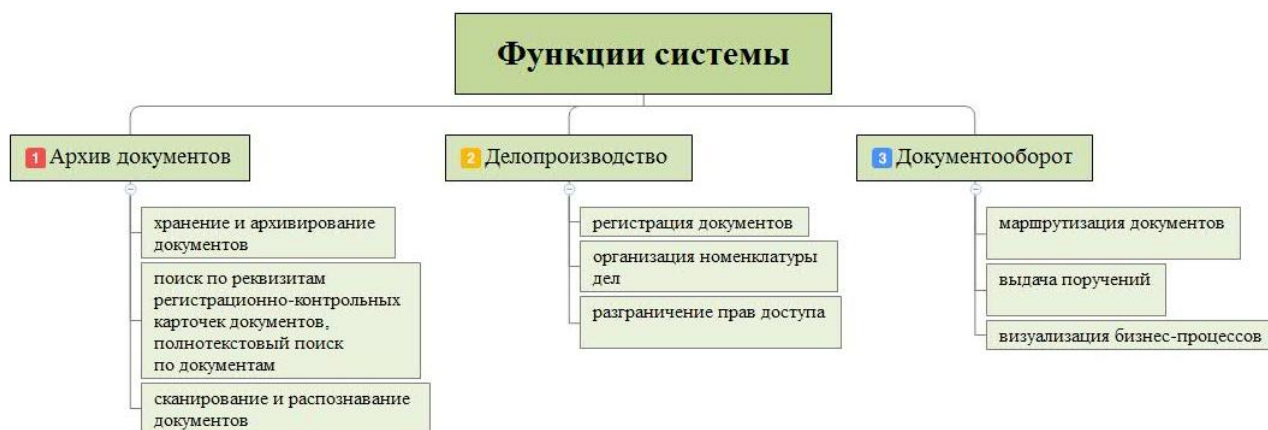 Функции системы
1 Архив документов
хранение и архивирование
документов
поиск по реквизитам
регистрационно-контрольных
карточек документов,
полнотекстовый поиск
по документам
сканирование и распознавание
документов
2 Делопроизводство
регистрация документов
организация номенклатуры
дел
разграничение прав доступа
3 Документооборот
маршрутизация документов
выдача поручений
визуализация бизнес-процессов